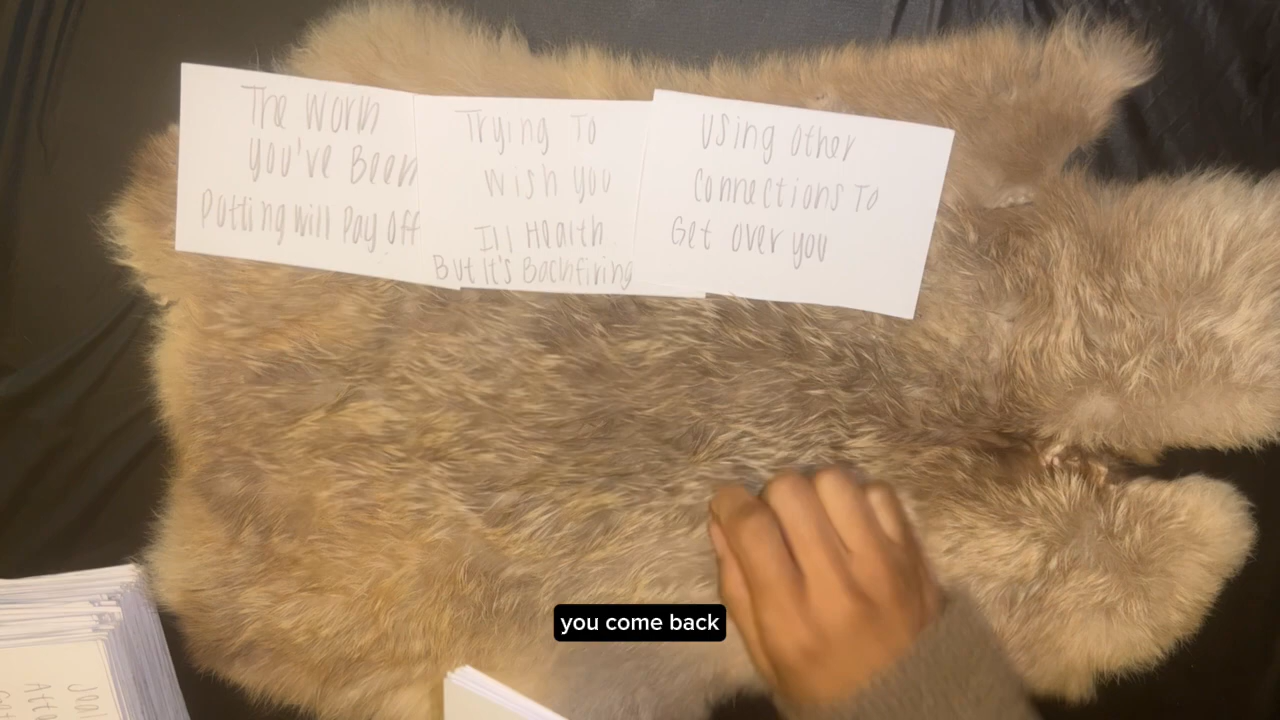 The Work
You've Been
Putting Will Pay Off
Trying To
Wish You
Ill Health
But It's Backfiring
Using Other
Connections To
Get Over You
you come back